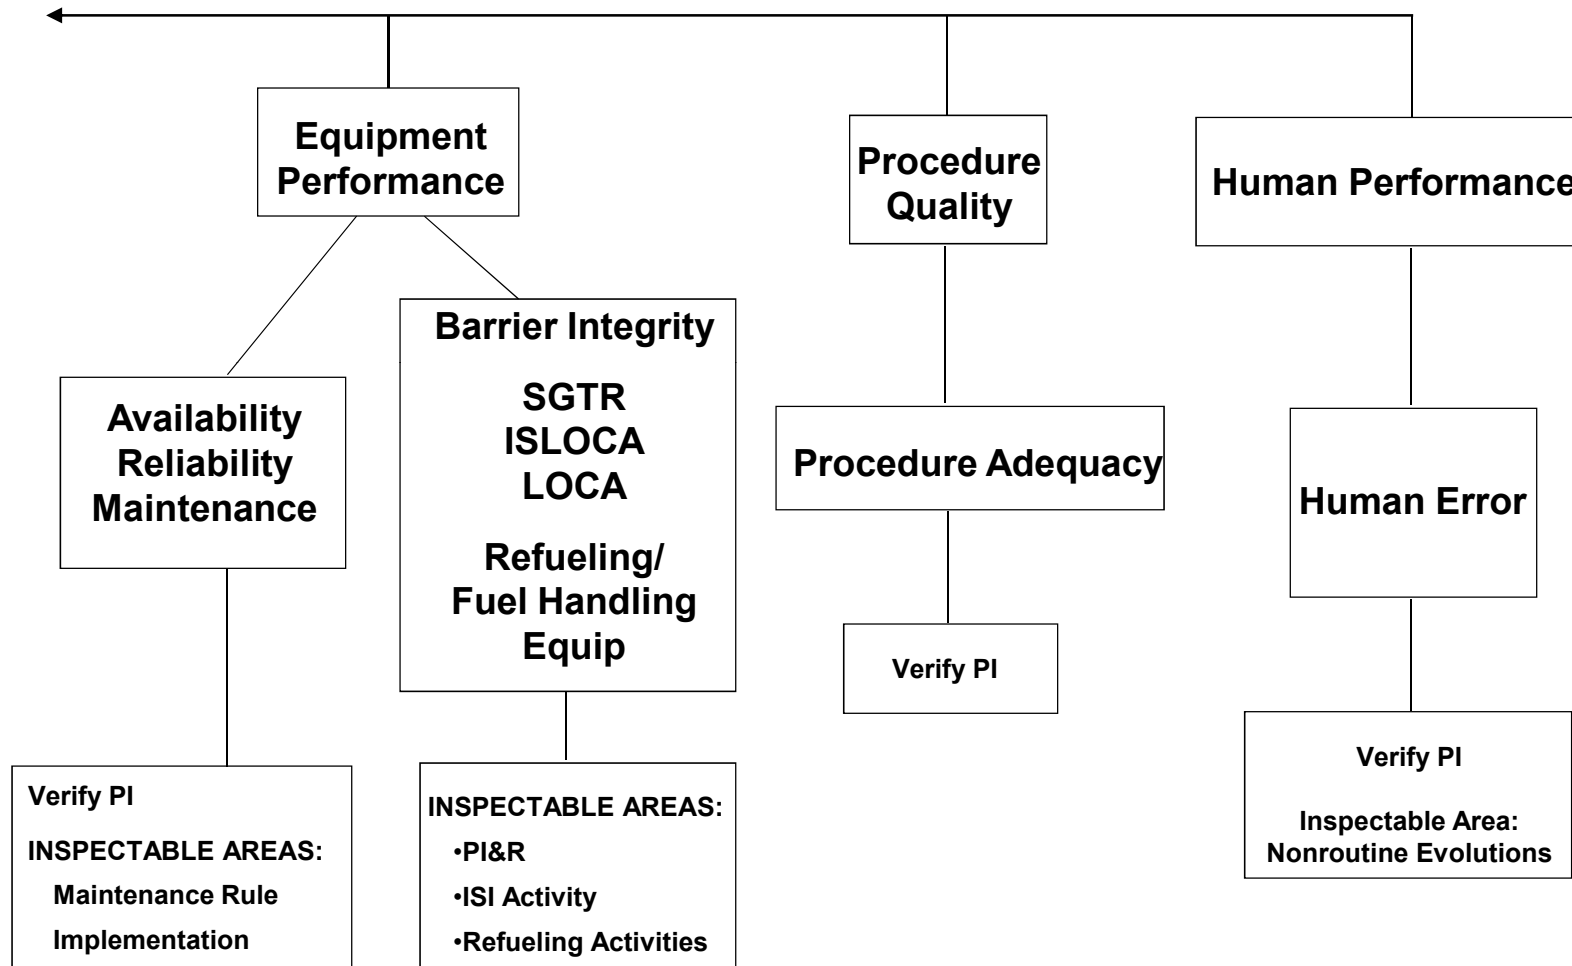 Equipment
Performance
Procedure
Quality
Human Performance
Barrier Integrity
SGTR
ISLOCA
LOCA
Refueling/
Fuel Handling
Equip
Availability
Reliability
Maintenance
Procedure Adequacy
Human Error
Verify PI
Verify PI
Inspectable Area:
Nonroutine Evolutions
Verify PI
INSPECTABLE AREAS:
Maintenance Rule
Implementation
INSPECTABLE AREAS:
•PI&R
•ISI Activity
•Refueling Activities